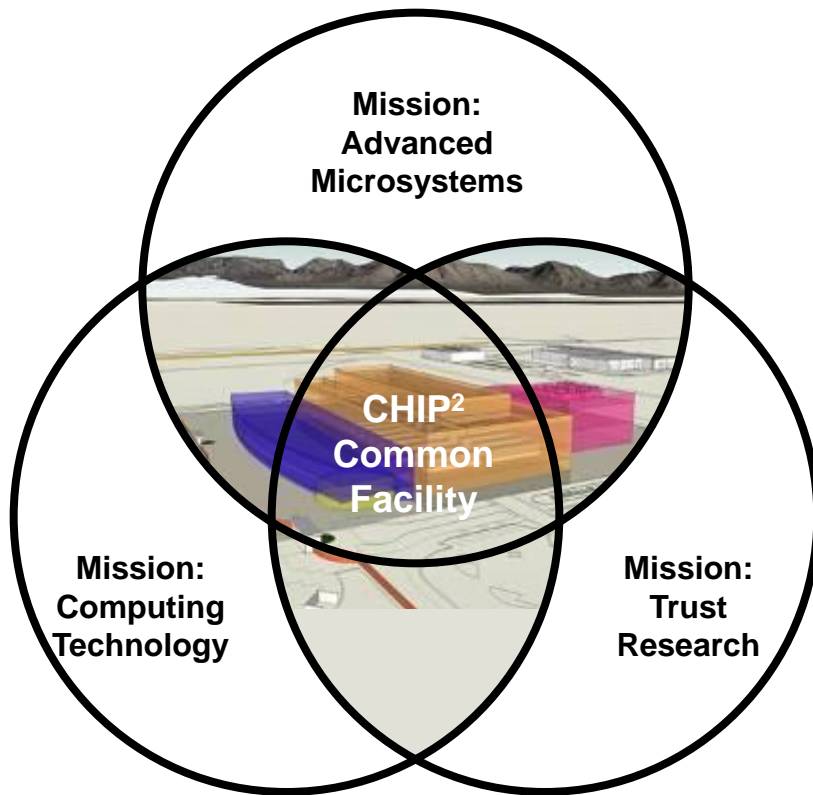 Mission:
Advanced
Microsystems
CHIP²
Common
Facility
Mission:
Computing
Technology
Mission:
Trust
Research